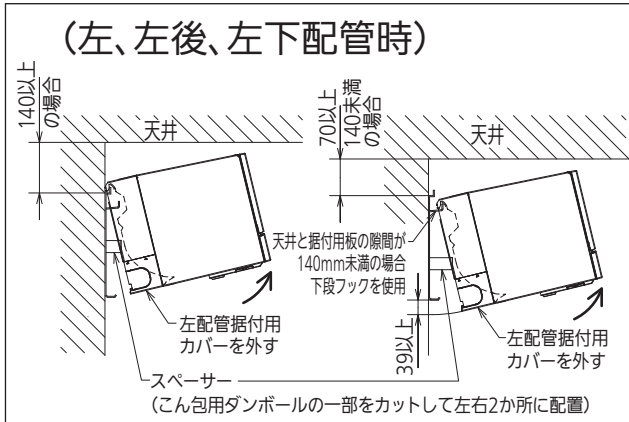 （左、左後、左下配管時）
140以上
の場合
天井
70以上
140未満
の場合
天井
天井と据付用板の隙間が
140mm未満の場合
下段フックを使用
左配管据付用
カバーを外す
39以上
左配管据付用
カバーを外す
スペーサー
（こん包用ダンボールの一部をカットして左右2か所に配置）